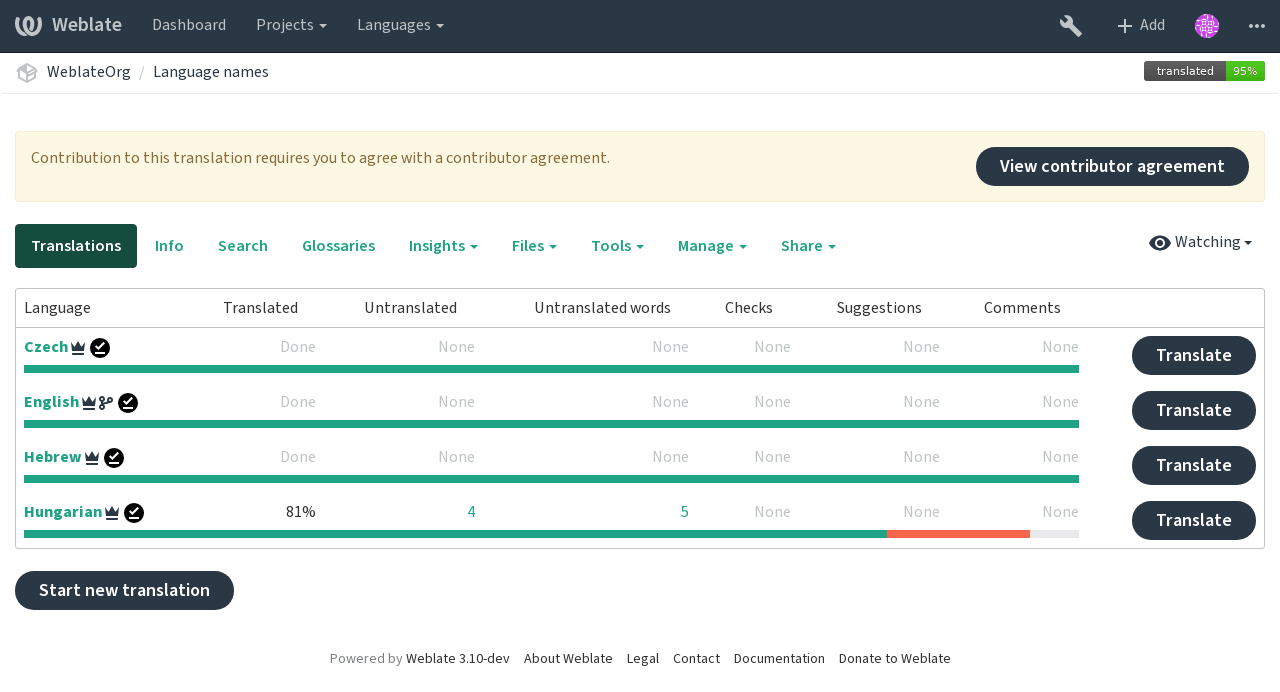 Weblate Dashboard Projects Languages Add
WeblateOrg / Language names translated 95%
Contribution to this translation requires you to agree with a contributor agreement. View contributor agreement
Translations Info Search Glossaries Insights Files Tools Manage Share Watching
Language Translated Untranslated Untranslated words Checks Suggestions Comments
Czech Done None None None None None Translate
English Done None None None None None Translate
Hebrew Done None None None None None Translate
Hungarian 81% 4 5 None None None Translate
Start new translation
Powered by Weblate 3.10-dev About Weblate Legal Contact Documentation Donate to Weblate